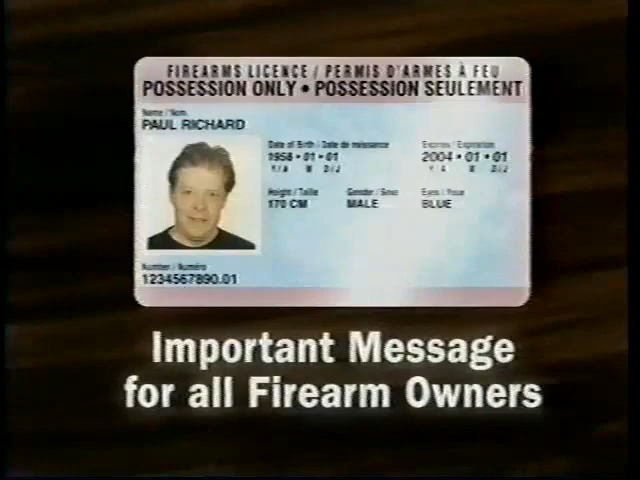 FIREARMS LICENCE / PERMIS D'ARMES À FEU
POSSESSION ONLY • POSSESSION SEULEMENT
Name / Nom
PAUL RICHARD
Date of Birth / Date de naissance
1958 • 01 • 01
Y/A M D/J
Expires / Expiration
2004 • 01 • 01
Y/A M D/J
Height / Taille
170 CM
Gender / Sexe
MALE
Eyes / Yeux
BLUE
Number / Numéro
1234567890.01
Important Message
for all Firearm Owners